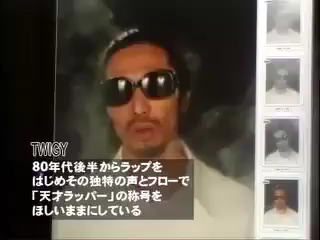 TWIGY
80年代後半からラップを
はじめその独特の声とフローで
「天才ラッパー」の称号を
ほしいままにしている